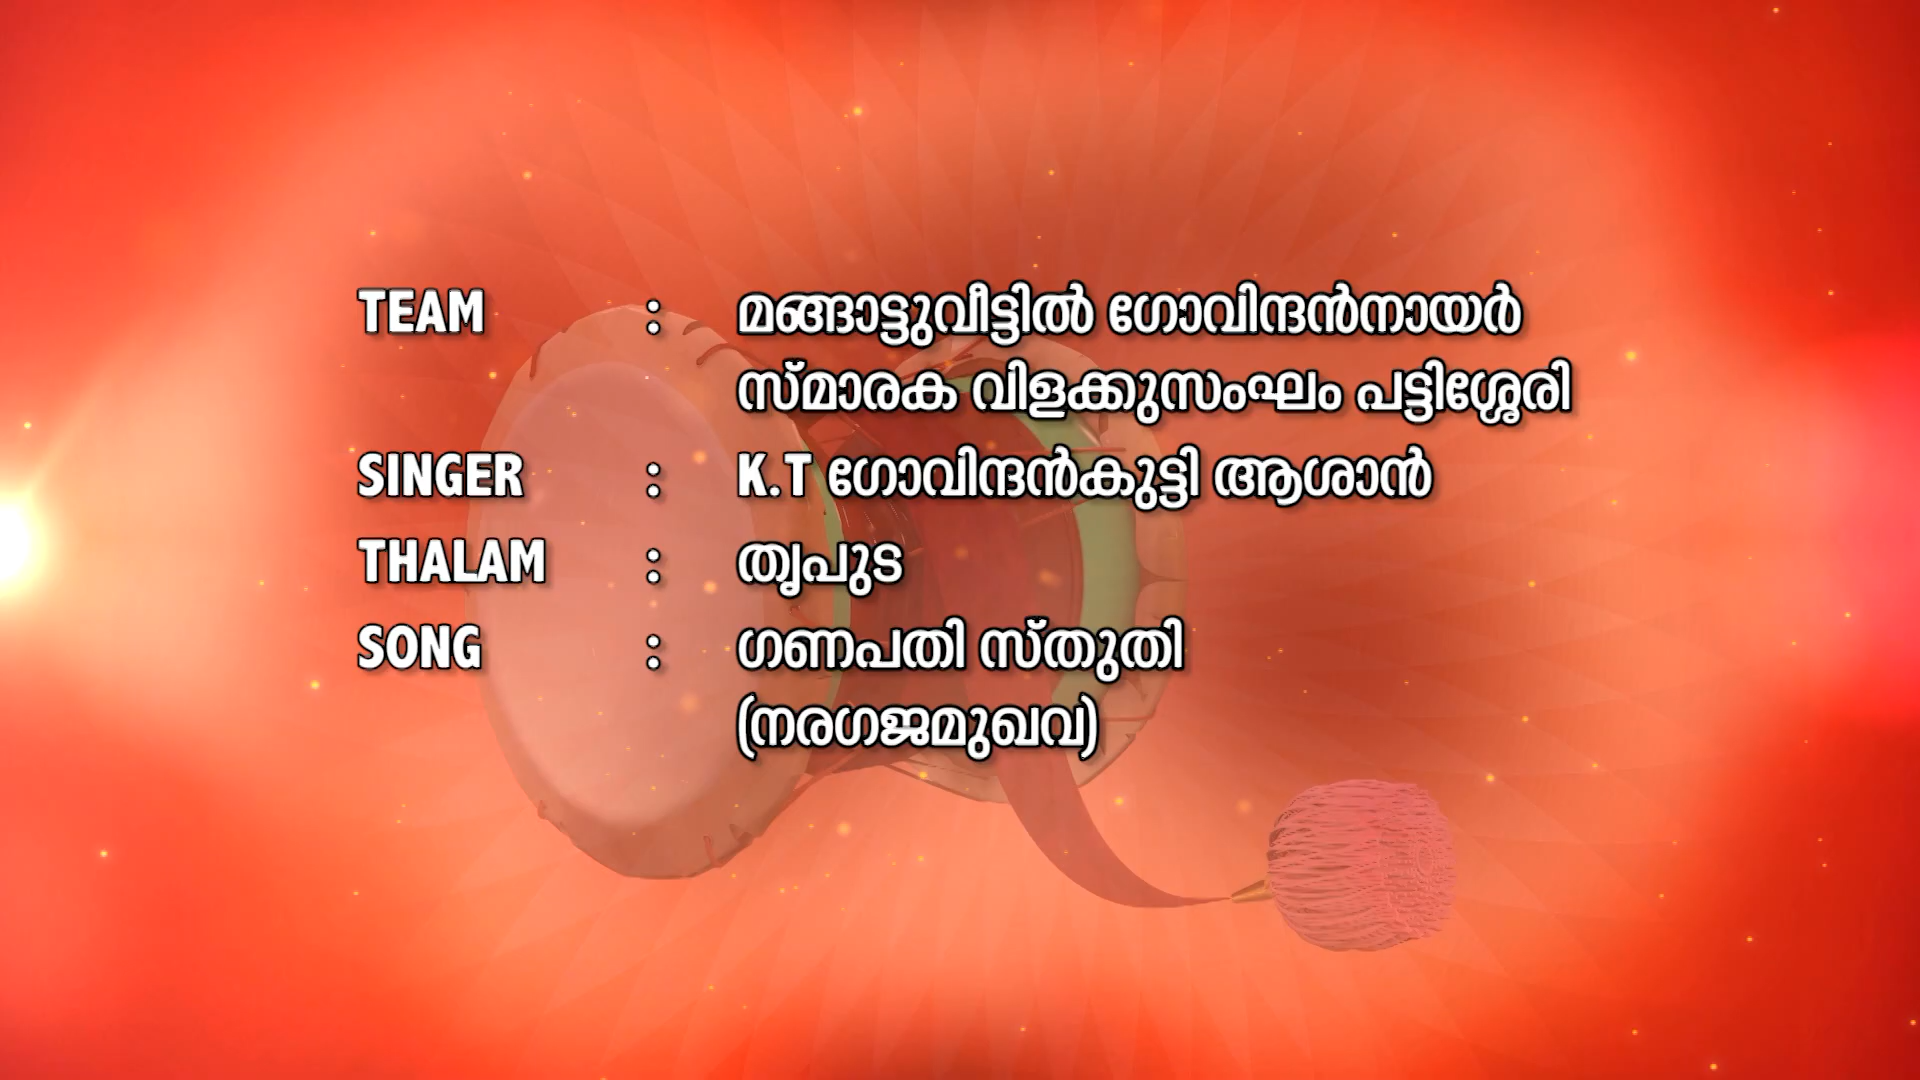 TEAM : മങ്ങാട്ടുവീട്ടിൽ ഗോവിന്ദൻനായർ
സ്മാരക വിളക്കുസംഘം പട്ടിശ്ശേരി
SINGER : K.T ഗോവിന്ദൻകുട്ടി ആശാൻ
THALAM : തൃപുട
SONG : ഗണപതി സ്തുതി
(നരഗജമുഖവ)